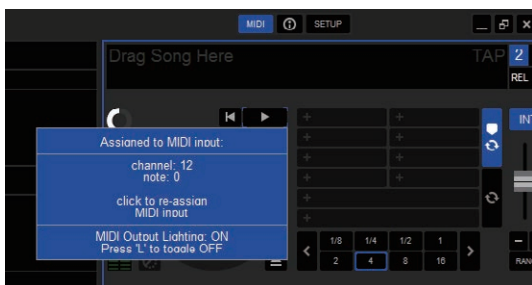 MIDI SETUP
Drag Song Here TAP 2
REL
INT
Assigned to MIDI input:
channel: 12
note: 0
click to re-assign
MIDI input
MIDI Output Lighting: ON
Press 'L' to toggle OFF
1/8 1/4 1/2 1
2 4 8 16
RAN